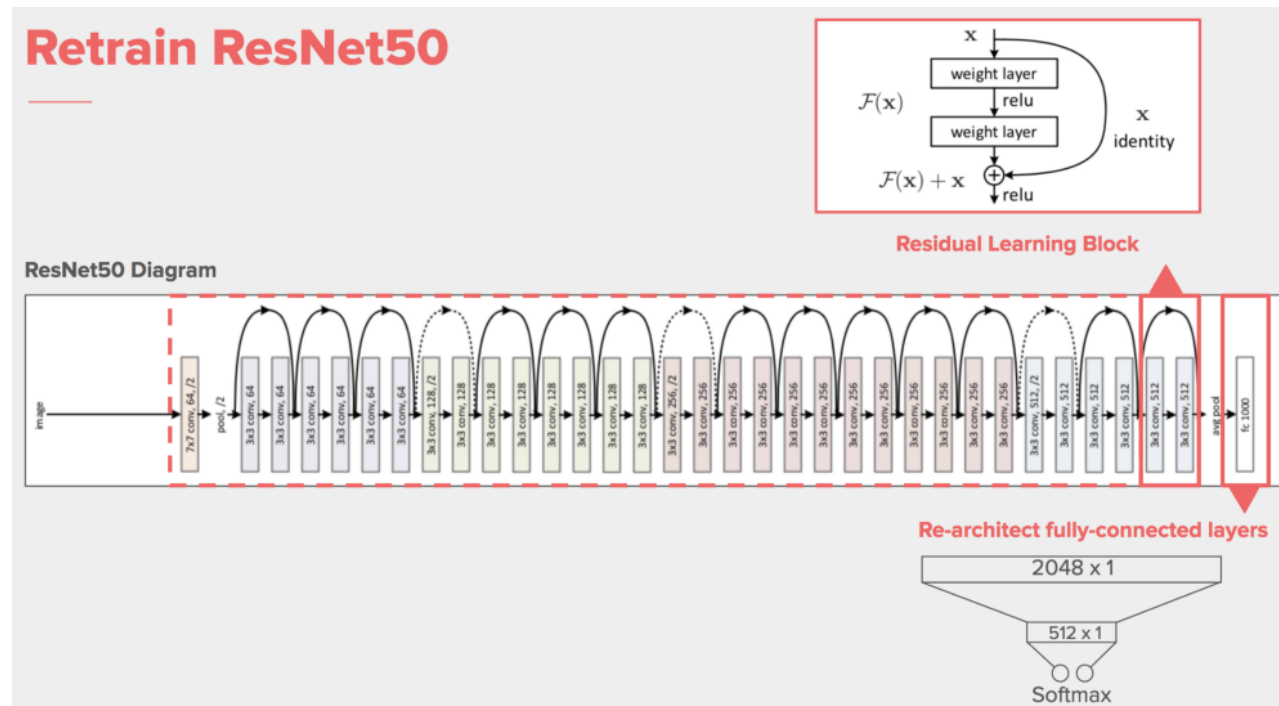 Retrain ResNet50
x
weight layer
relu
F(x)
weight layer
x
identity
F(x) + x
relu
Residual Learning Block
ResNet50 Diagram
image
7x7 conv, 64, /2
pool, /2
3x3 conv, 64
3x3 conv, 64
3x3 conv, 64
3x3 conv, 64
3x3 conv, 64
3x3 conv, 64
3x3 conv, 128, /2
3x3 conv, 128
3x3 conv, 128
3x3 conv, 128
3x3 conv, 128
3x3 conv, 128
3x3 conv, 128
3x3 conv, 128
3x3 conv, 256, /2
3x3 conv, 256
3x3 conv, 256
3x3 conv, 256
3x3 conv, 256
3x3 conv, 256
3x3 conv, 256
3x3 conv, 256
3x3 conv, 256
3x3 conv, 256
3x3 conv, 256
3x3 conv, 256
3x3 conv, 512, /2
3x3 conv, 512
3x3 conv, 512
3x3 conv, 512
3x3 conv, 512
3x3 conv, 512
avg pool
fc 1000
Re-architect fully-connected layers
2048 x 1
512 x 1
Softmax